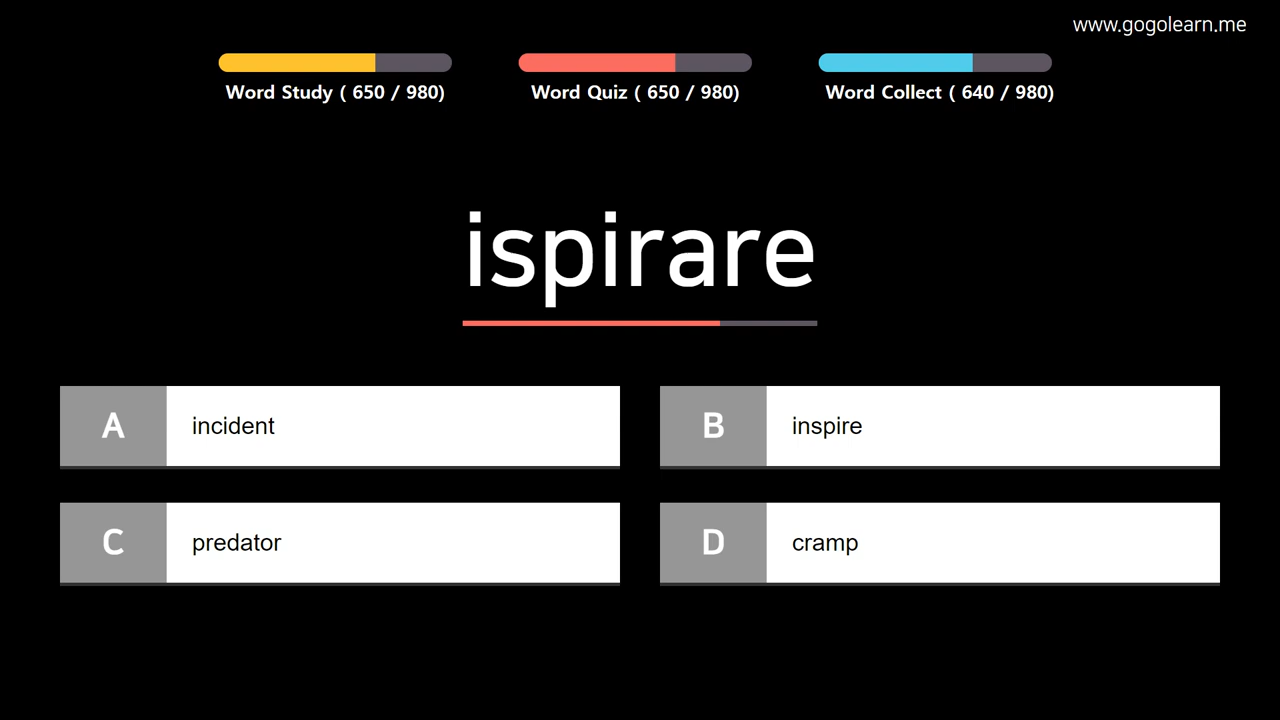 www.gogolearn.me
Word Study ( 650 / 980)
Word Quiz ( 650 / 980)
Word Collect ( 640 / 980)
ispirare
A
incident
B
inspire
C
predator
D
cramp